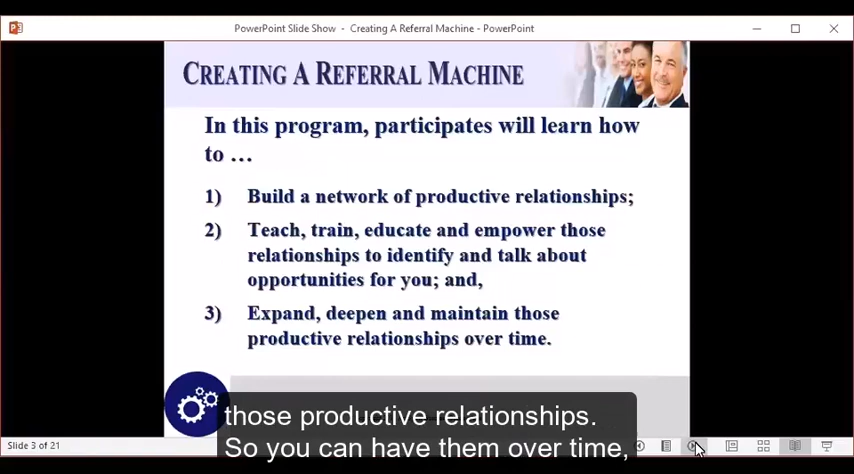 PowerPoint Slide Show - Creating A Referral Machine - PowerPoint
CREATING A REFERRAL MACHINE
In this program, participates will learn how
to …
1) Build a network of productive relationships;
2) Teach, train, educate and empower those
relationships to identify and talk about
opportunities for you; and,
3) Expand, deepen and maintain those
productive relationships over time.
those productive relationships.
So you can have them over time,
Slide 3 of 21